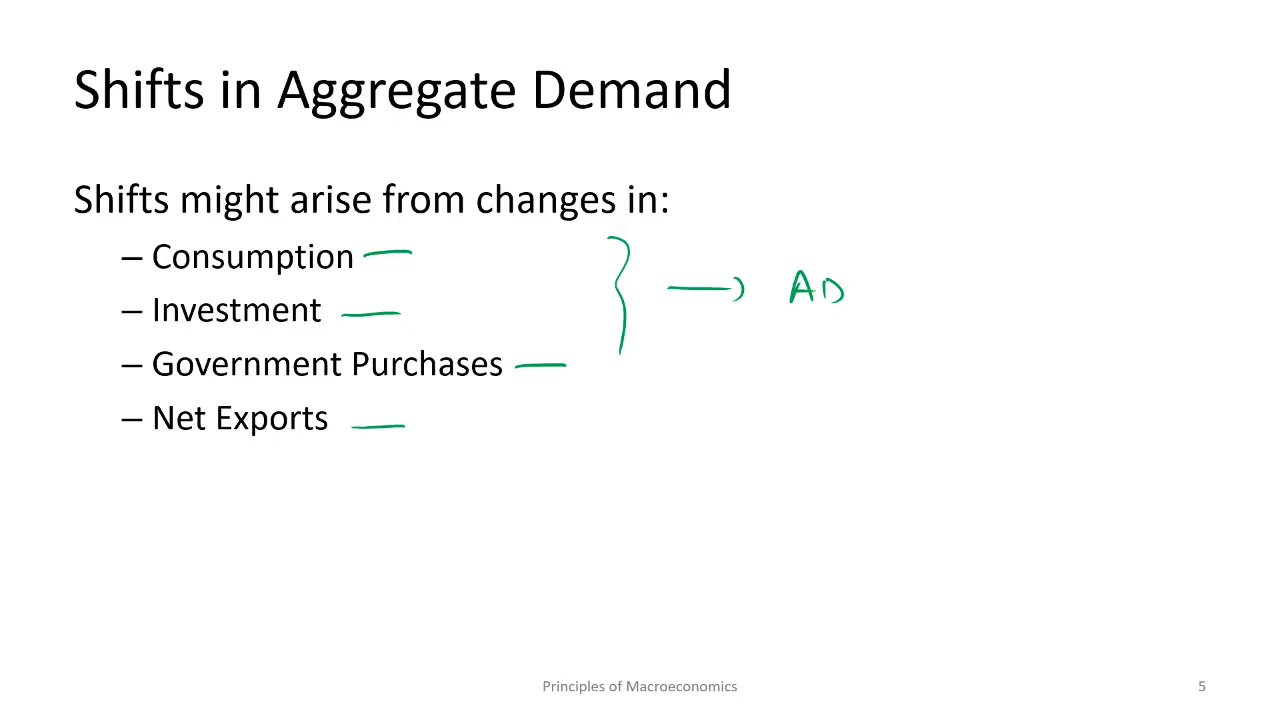 Shifts in Aggregate Demand
Shifts might arise from changes in:
– Consumption
– Investment
– Government Purchases
– Net Exports
AD
Principles of Macroeconomics
5